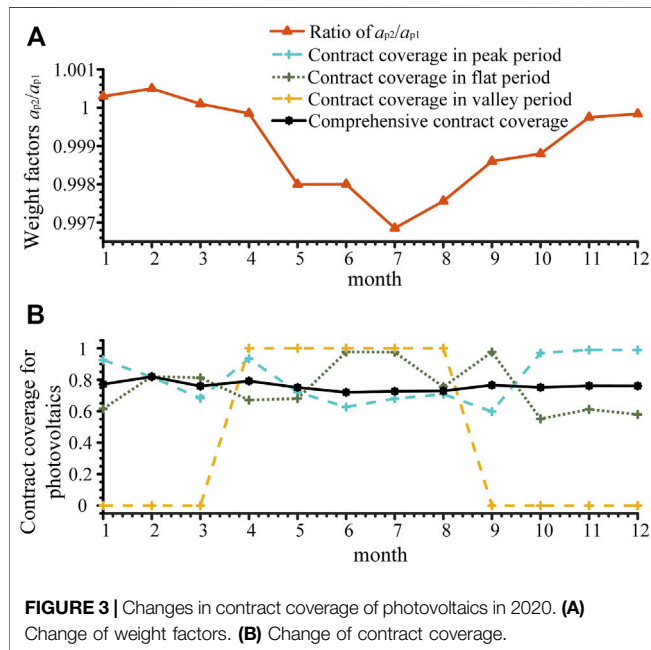 A
Ratio of ap2/ap1
Contract coverage in peak period
Contract coverage in flat period
Contract coverage in valley period
Comprehensive contract coverage
Weight factors ap2/ap1
1.001
1
0.999
0.998
0.997
1 2 3 4 5 6 7 8 9 10 11 12
month
B
Contract coverage for
photovoltaics
1
0.8
0.6
0.4
0.2
0
1 2 3 4 5 6 7 8 9 10 11 12
month
FIGURE 3 | Changes in contract coverage of photovoltaics in 2020. (A)
Change of weight factors. (B) Change of contract coverage.